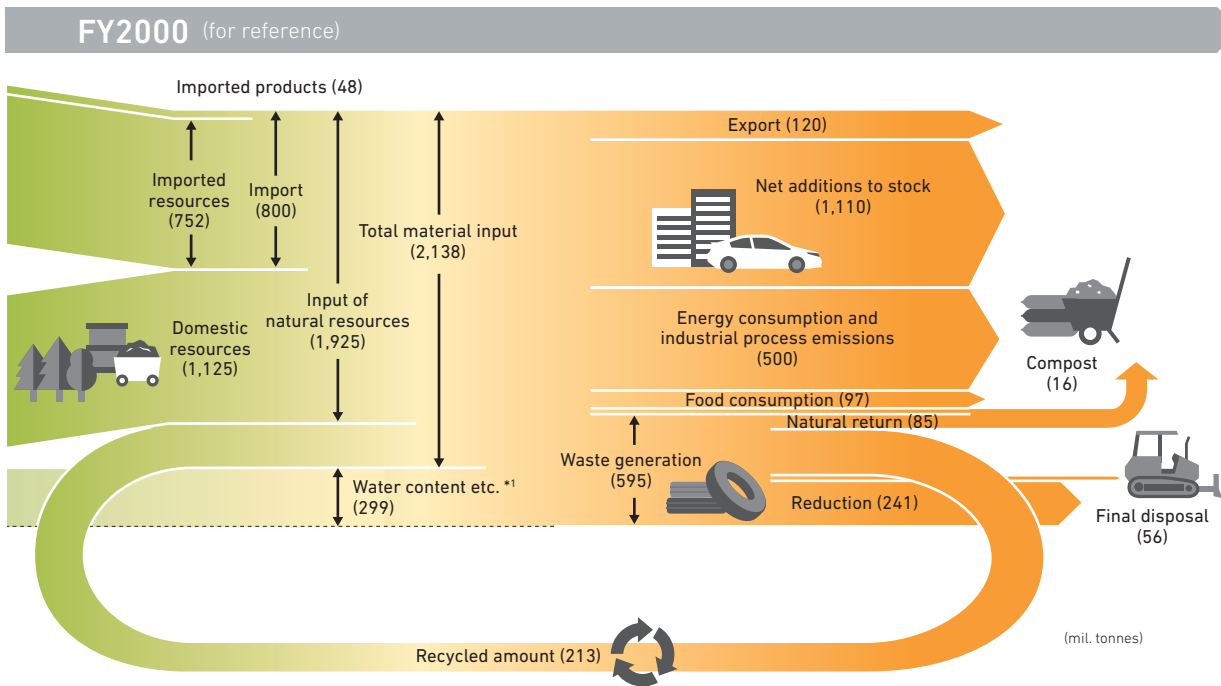 FY2000 (for reference)
Imported products (48)
Imported
resources
(752)
Import
(800)
Total material input
(2,138)
Input of
natural resources
(1,925)
Domestic
resources
(1,125)
Water content etc. *1
(299)
Export (120)
Net additions to stock
(1,110)
Energy consumption and
industrial process emissions
(500)
Food consumption (97)
Natural return (85)
Waste generation
(595)
Reduction (241)
Compost
(16)
Final disposal
(56)
Recycled amount (213)
(mil. tonnes)